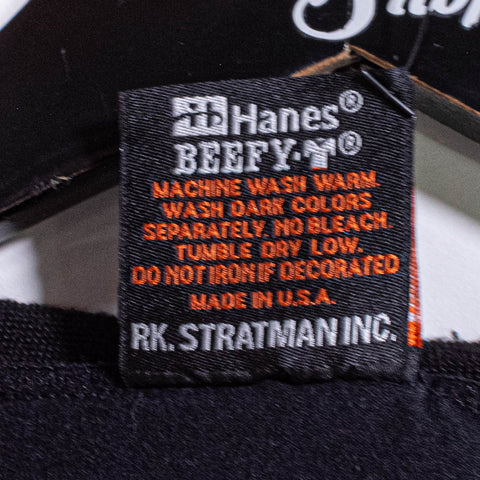 Hanes®
BEEFY-T®
MACHINE WASH WARM.
WASH DARK COLORS
SEPARATELY. NO BLEACH.
TUMBLE DRY LOW.
DO NOT IRON IF DECORATED
MADE IN U.S.A.
RK. STRATMAN INC.